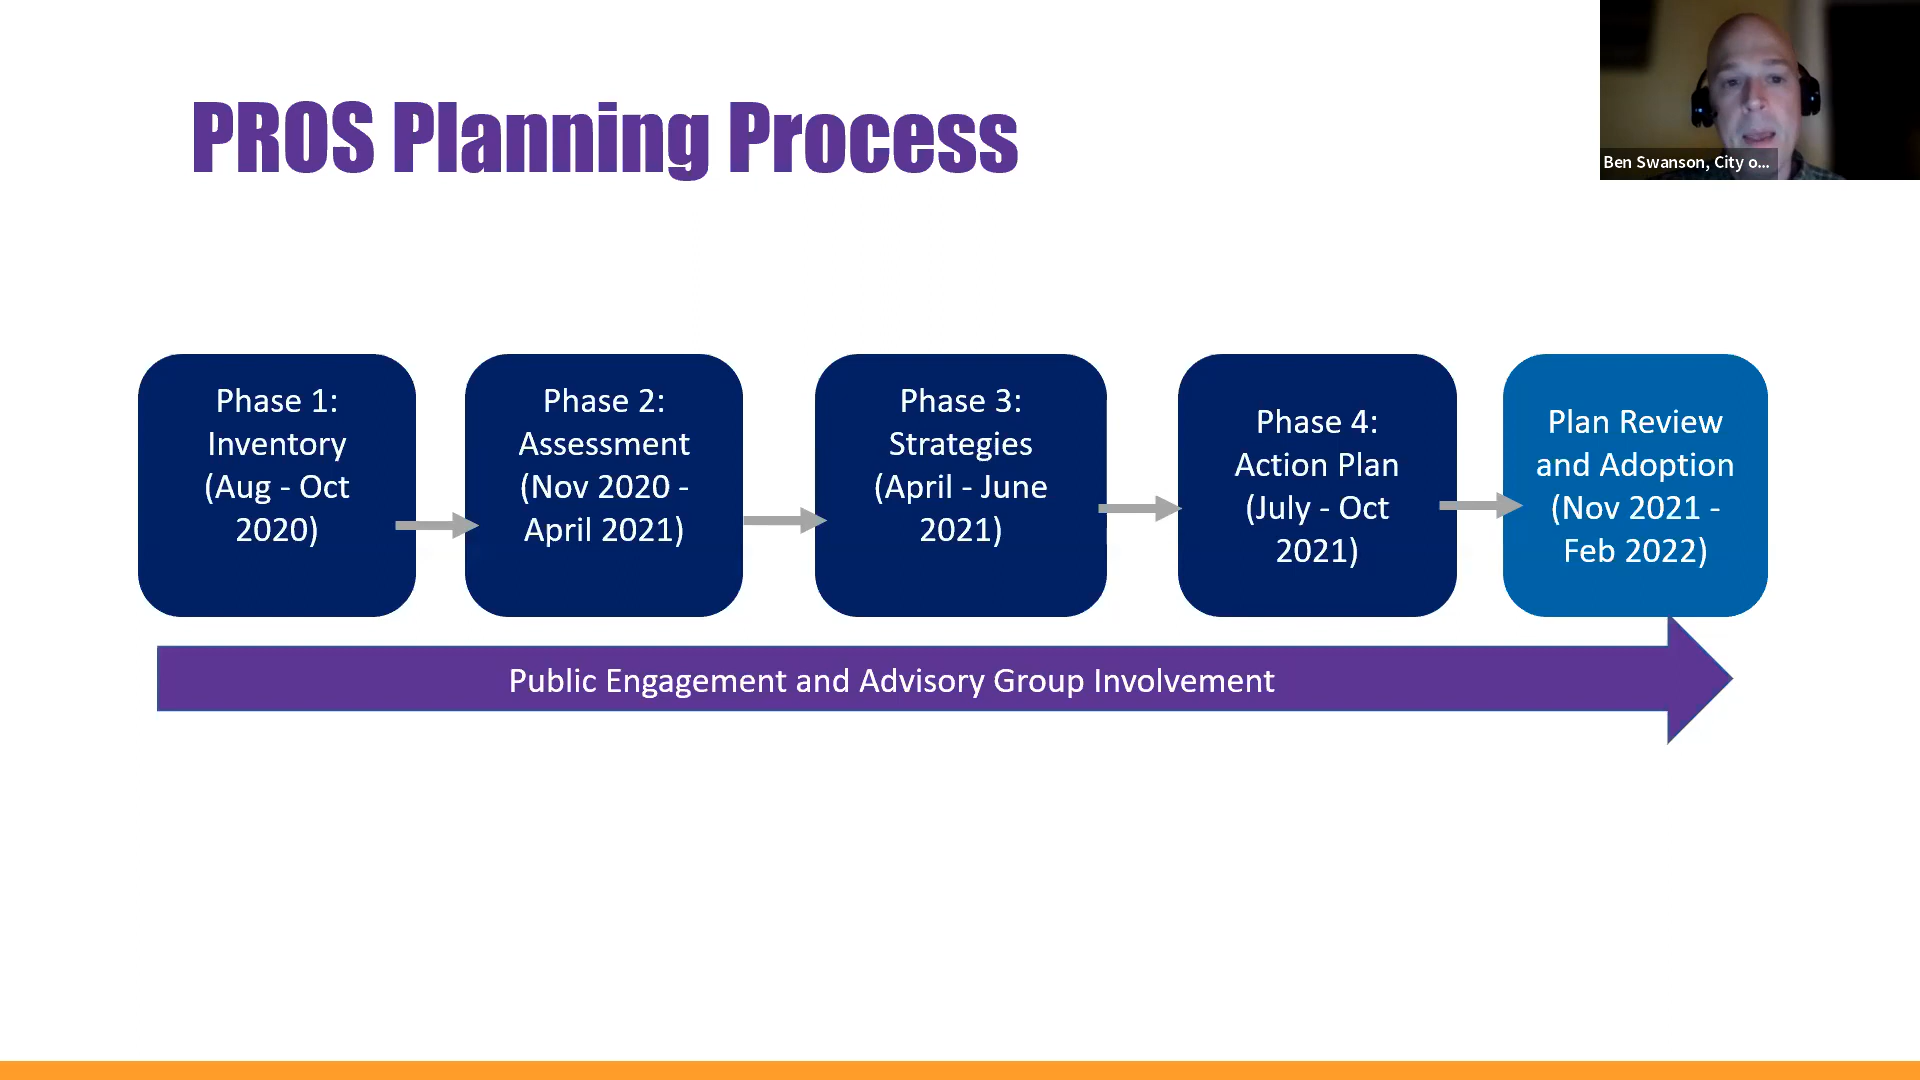 PROS Planning Process
Ben Swanson, City o...
Phase 1:
Inventory
(Aug - Oct
2020)
Phase 2:
Assessment
(Nov 2020 -
April 2021)
Phase 3:
Strategies
(April - June
2021)
Phase 4:
Action Plan
(July - Oct
2021)
Plan Review
and Adoption
(Nov 2021 -
Feb 2022)
Public Engagement and Advisory Group Involvement